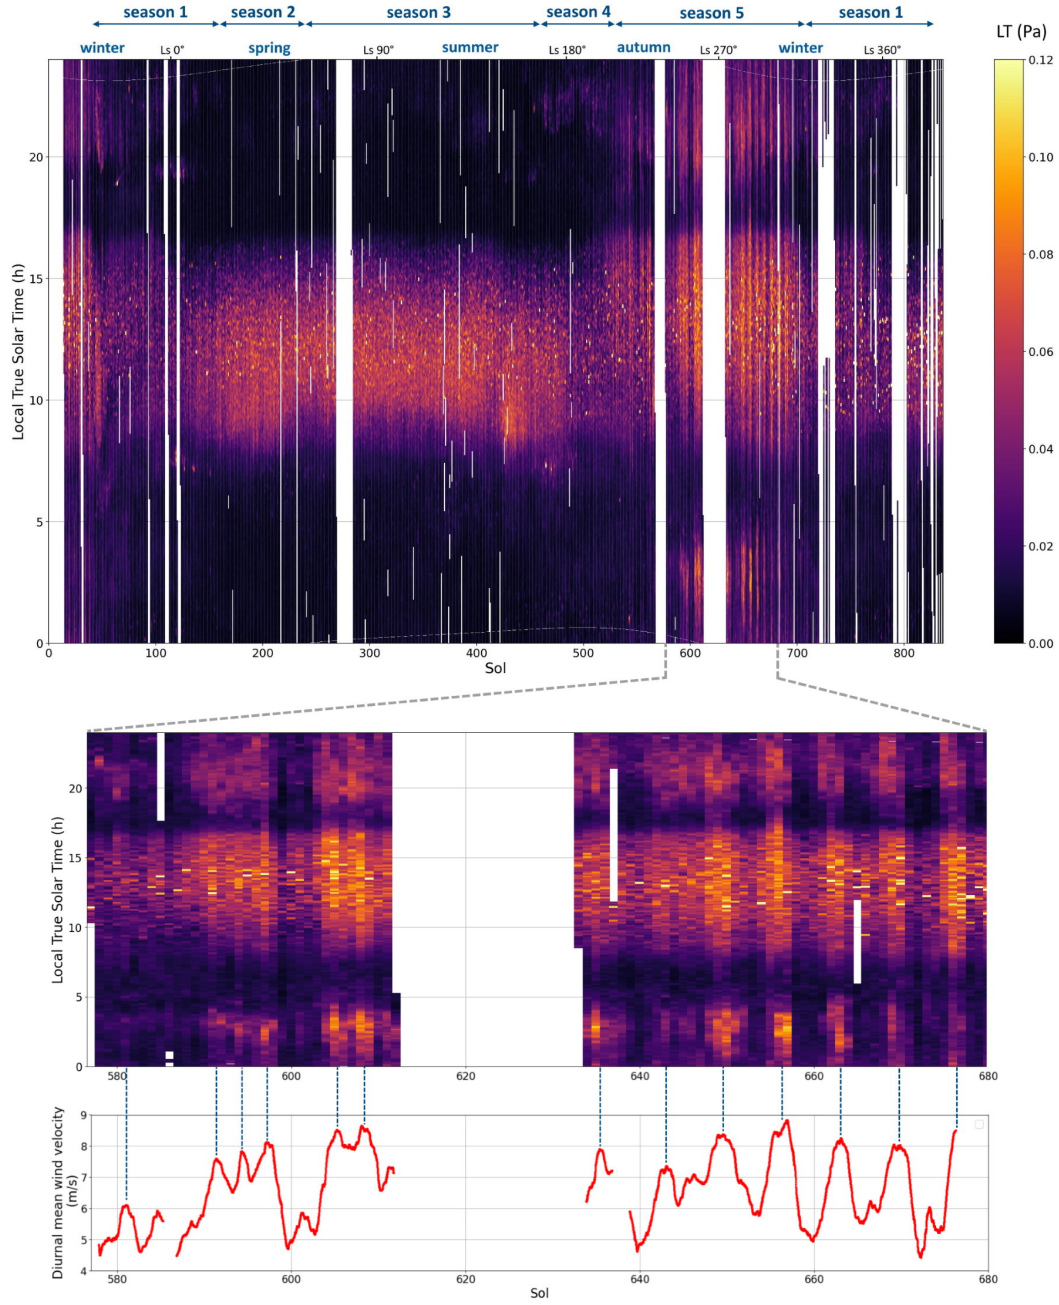 season 1 season 2 season 3 season 4 season 5 season 1
LT (Pa)
winter Ls 0° spring Ls 90° summer Ls 180° autumn Ls 270° winter Ls 360°
0.12
0.10
0.08
0.06
0.04
0.02
0.00
Local True Solar Time (h)
20
15
10
5
0
0 100 200 300 400 500 600 700 800
Sol
Local True Solar Time (h)
20
15
10
5
0
580 600 620 640 660 680
Diurnal mean wind velocity
(m/s)
9
8
7
6
5
4
580 600 620 640 660 680
Sol